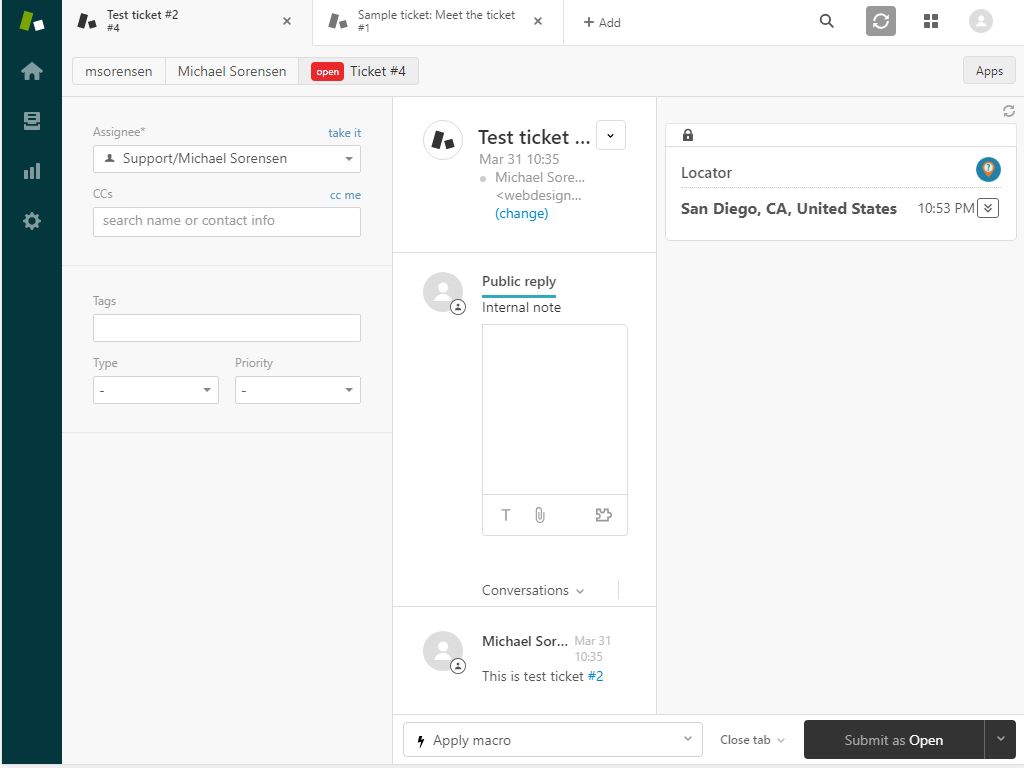 Test ticket #2
#4
Sample ticket: Meet the ticket
#1
+ Add
msorensen
Michael Sorensen
open Ticket #4
Apps
Assignee*
take it
Support/Michael Sorensen
CCs
cc me
search name or contact info
Tags
Type
Priority
-
-
Test ticket ...
Mar 31 10:35
Michael Sore...
<webdesign...
(change)
Public reply
Internal note
T
Conversations
Michael Sor... Mar 31
10:35
This is test ticket #2
Locator
San Diego, CA, United States 10:53 PM
Apply macro
Close tab
Submit as Open